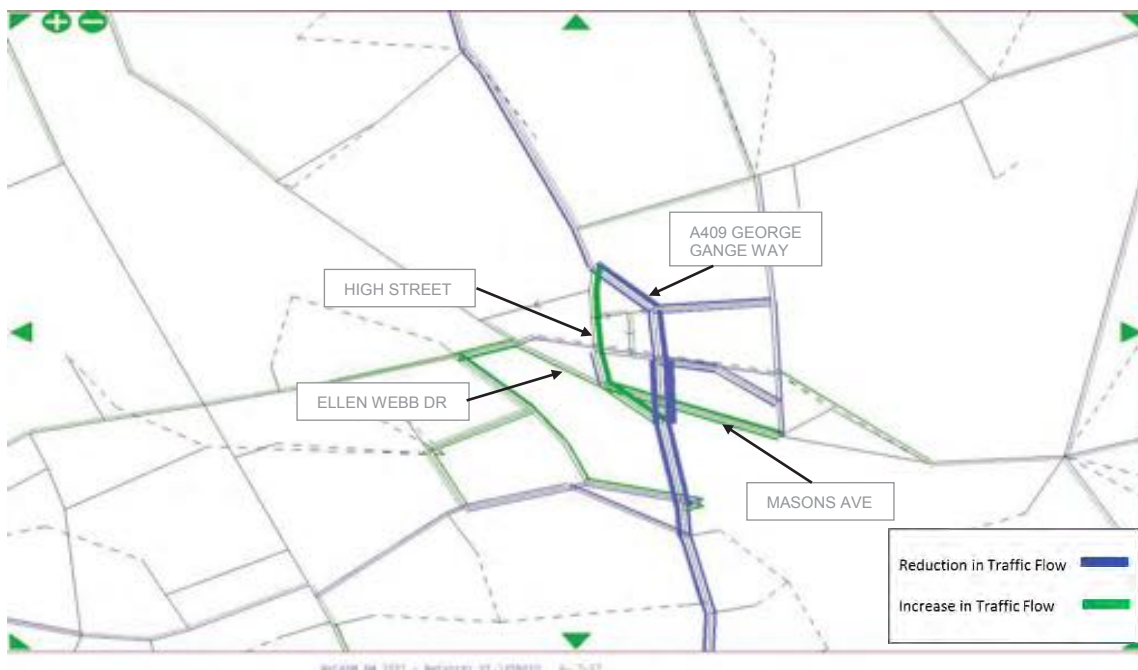 A409 GEORGE
GANGE WAY
HIGH STREET
ELLEN WEBB DR
MASONS AVE
Reduction in Traffic Flow
Increase in Traffic Flow